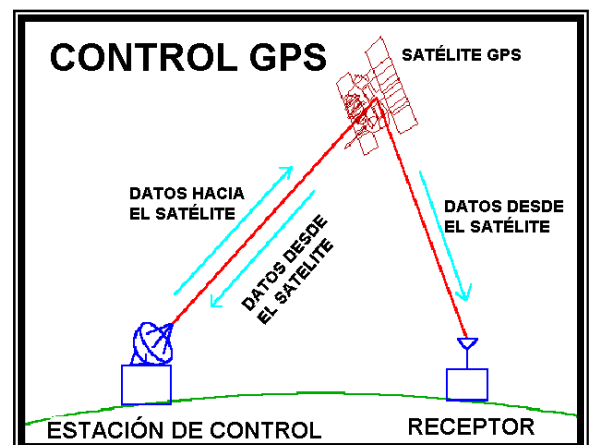 CONTROL GPS
SATÉLITE GPS
DATOS HACIA
EL SATÉLITE
DATOS DESDE
EL SATELITE
DATOS DESDE
EL SATÉLITE
ESTACIÓN DE CONTROL
RECEPTOR